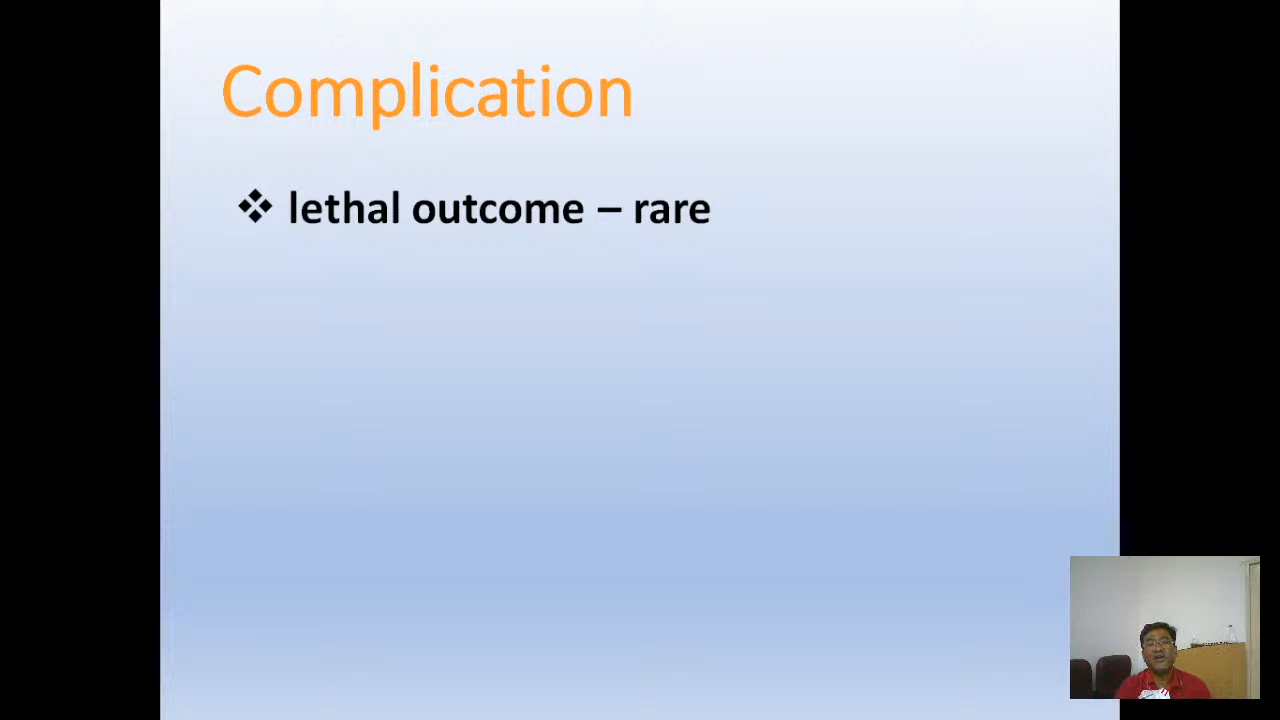 Complication
❖ lethal outcome – rare